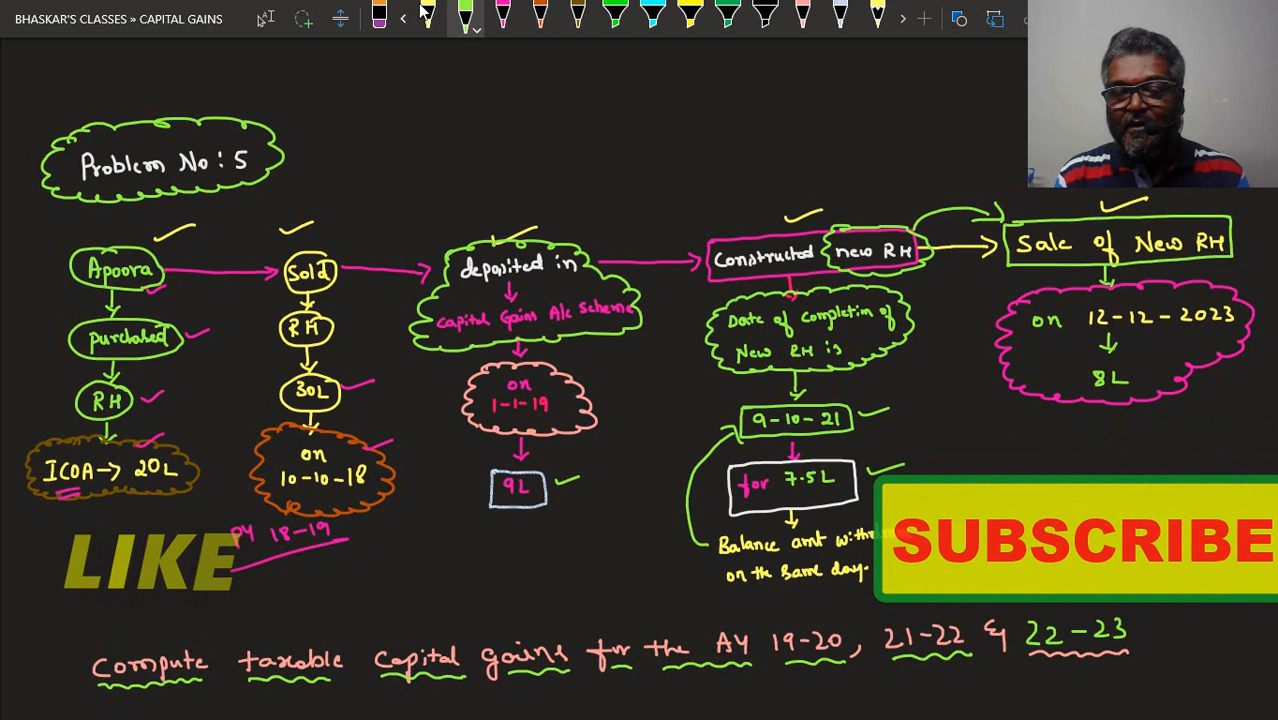 BHASKAR'S CLASSES » CAPITAL GAINS
Problem No : 5
Apoora
purchased
RH
ICOA → 20L
Sold
RH
30L
on
10-10-18
PY 18-19
deposited in
Capital Gains A/c Scheme
on
1-1-19
9L
Constructed new RH
Date of completion of
New RH is
9-10-21
for 7.5L
Balance amt
on the same day.
Sale of New RH
on 12-12-2023
8L
LIKE
SUBSCRIBE
Compute taxable Capital gains for the AY 19-20, 21-22 & 22-23